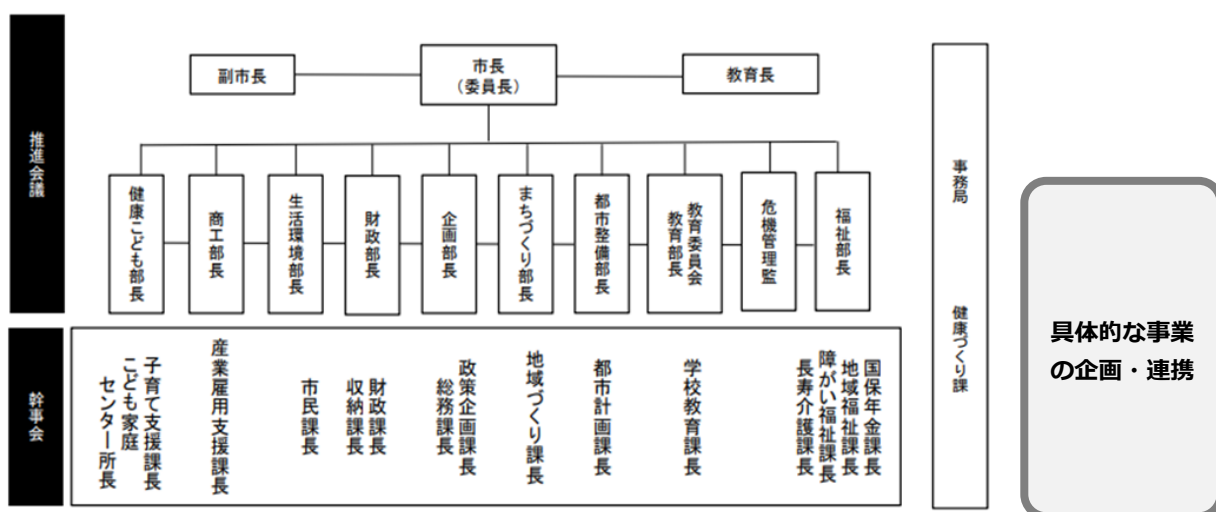 推進会議
副市長
市長
（委員長）
教育長
健康こども部長
商工部長
生活環境部長
財政部長
企画部長
まちづくり部長
都市整備部長
教育委員会
教育部長
危機管理監
福祉部長
幹事会
子育て支援課長
こども家庭
センター所長
産業雇用支援課長
市民課長
財政課長
収納課長
政策企画課長
総務課長
地域づくり課長
都市計画課長
学校教育課長
国保年金課長
地域福祉課長
障がい福祉課長
長寿介護課長
事務局
健康づくり課
具体的な事業
の企画・連携